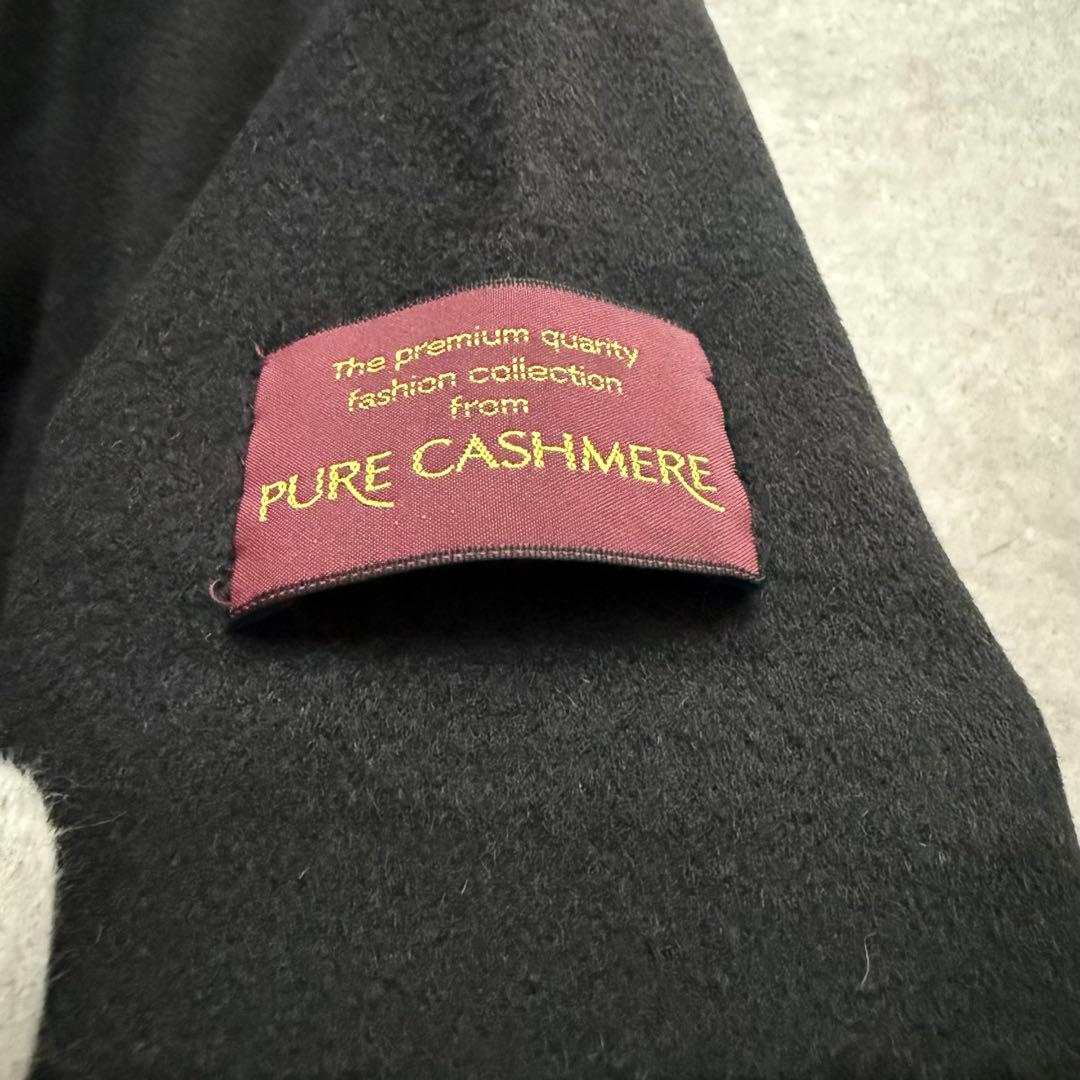 The premium quarity
fashion collection
from
PURE CASHMERE